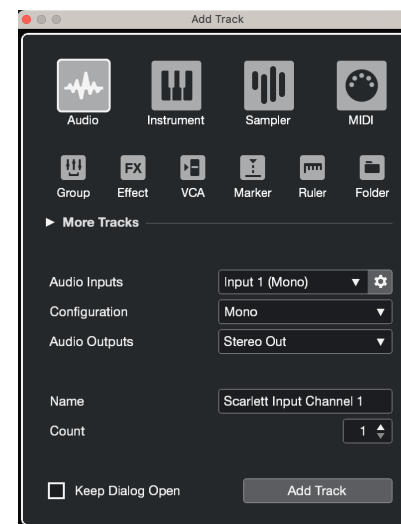 Add Track
Audio Instrument Sampler MIDI
FX
Group Effect VCA Marker Ruler Folder
More Tracks
Audio Inputs Input 1 (Mono)
Configuration Mono
Audio Outputs Stereo Out
Name Scarlett Input Channel 1
Count 1
Keep Dialog Open Add Track